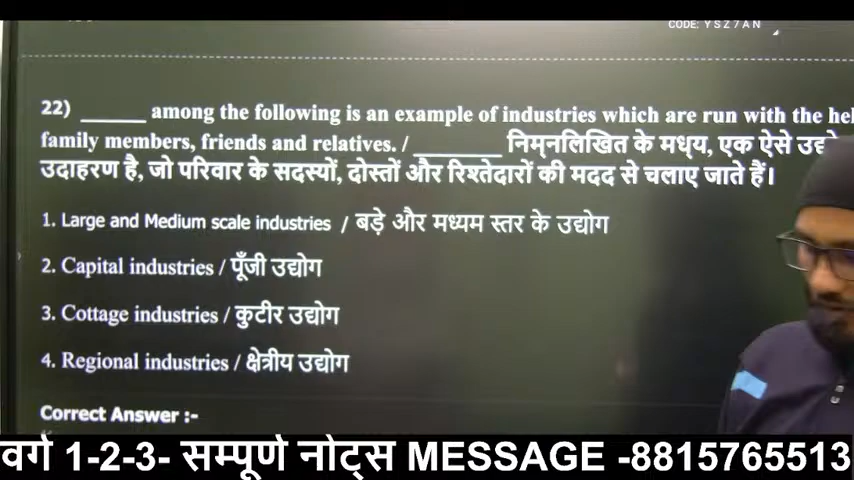 CODE: Y S Z 7 A N
22) ______ among the following is an example of industries which are run with the
family members, friends and relatives. / ________ निम्नलिखित के मध्य, एक ऐसे
उदाहरण है, जो परिवार के सदस्यों, दोस्तों और रिश्तेदारों की मदद से चलाए जाते हैं।
1. Large and Medium scale industries / बड़े और मध्यम स्तर के उद्योग
2. Capital industries / पूँजी उद्योग
3. Cottage industries / कुटीर उद्योग
4. Regional industries / क्षेत्रीय उद्योग
Correct Answer :-
वर्ग 1-2-3- सम्पूर्ण नोट्स MESSAGE -8815765513